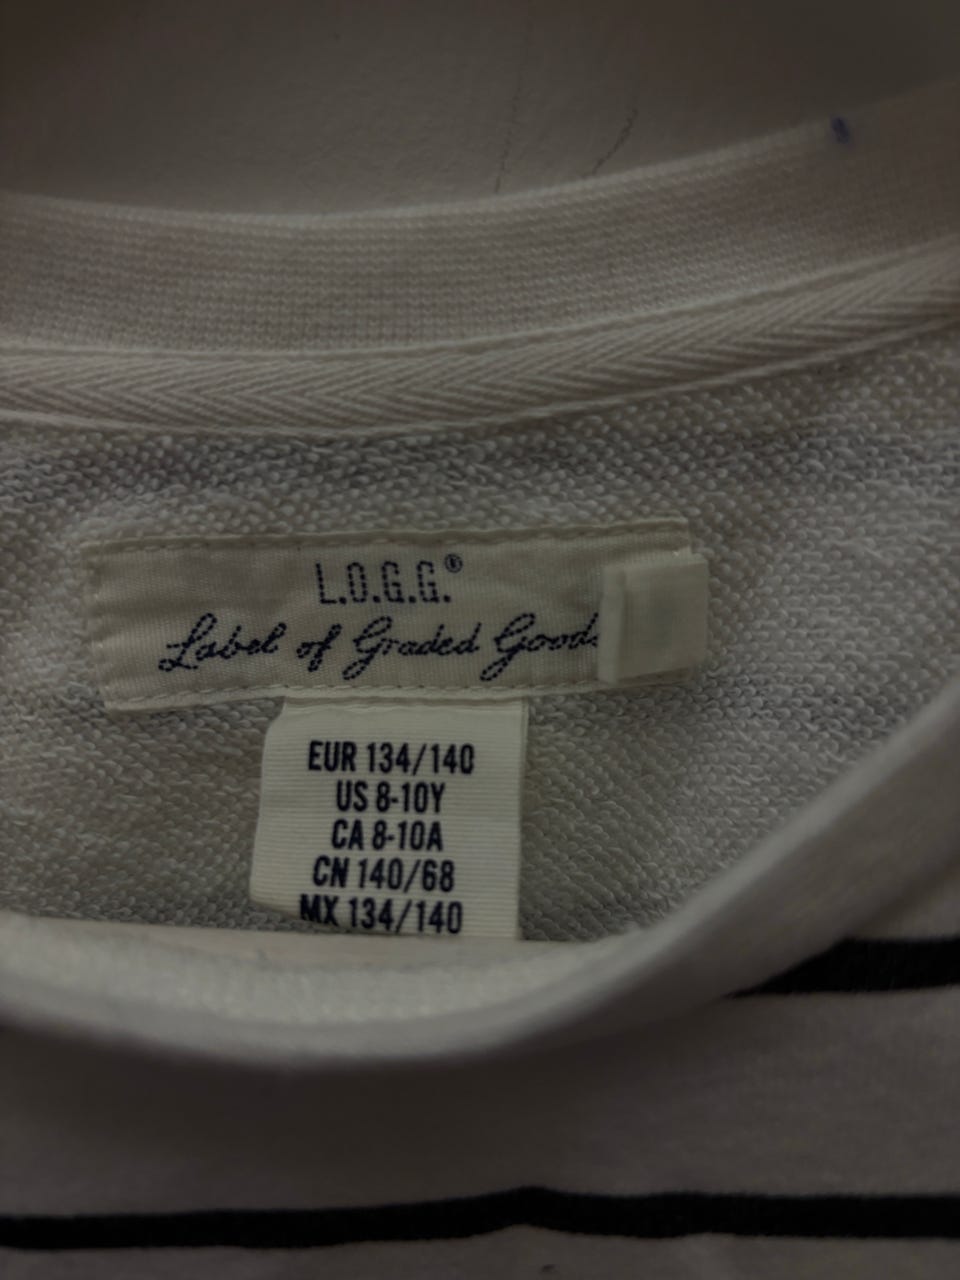 L.O.G.G.®
Label of Graded Goods
EUR 134/140
US 8-10Y
CA 8-10A
CN 140/68
MX 134/140